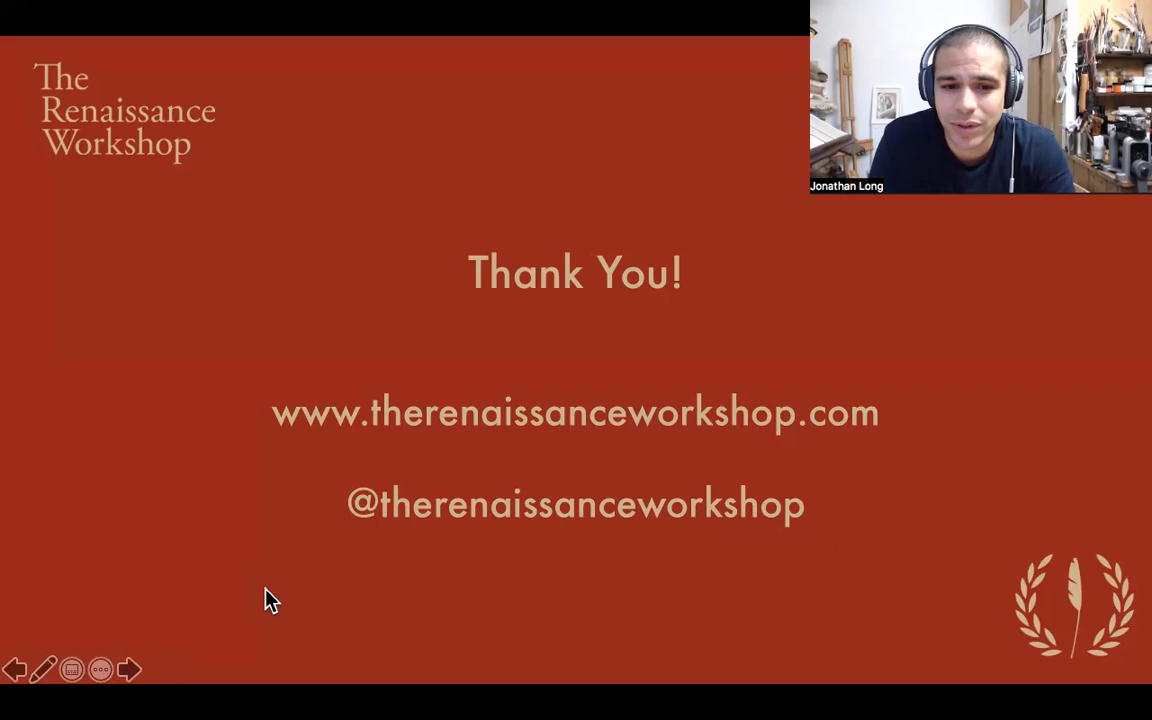 The
Renaissance
Workshop
Jonathan Long
Thank You!
www.therenaissanceworkshop.com
@therenaissanceworkshop